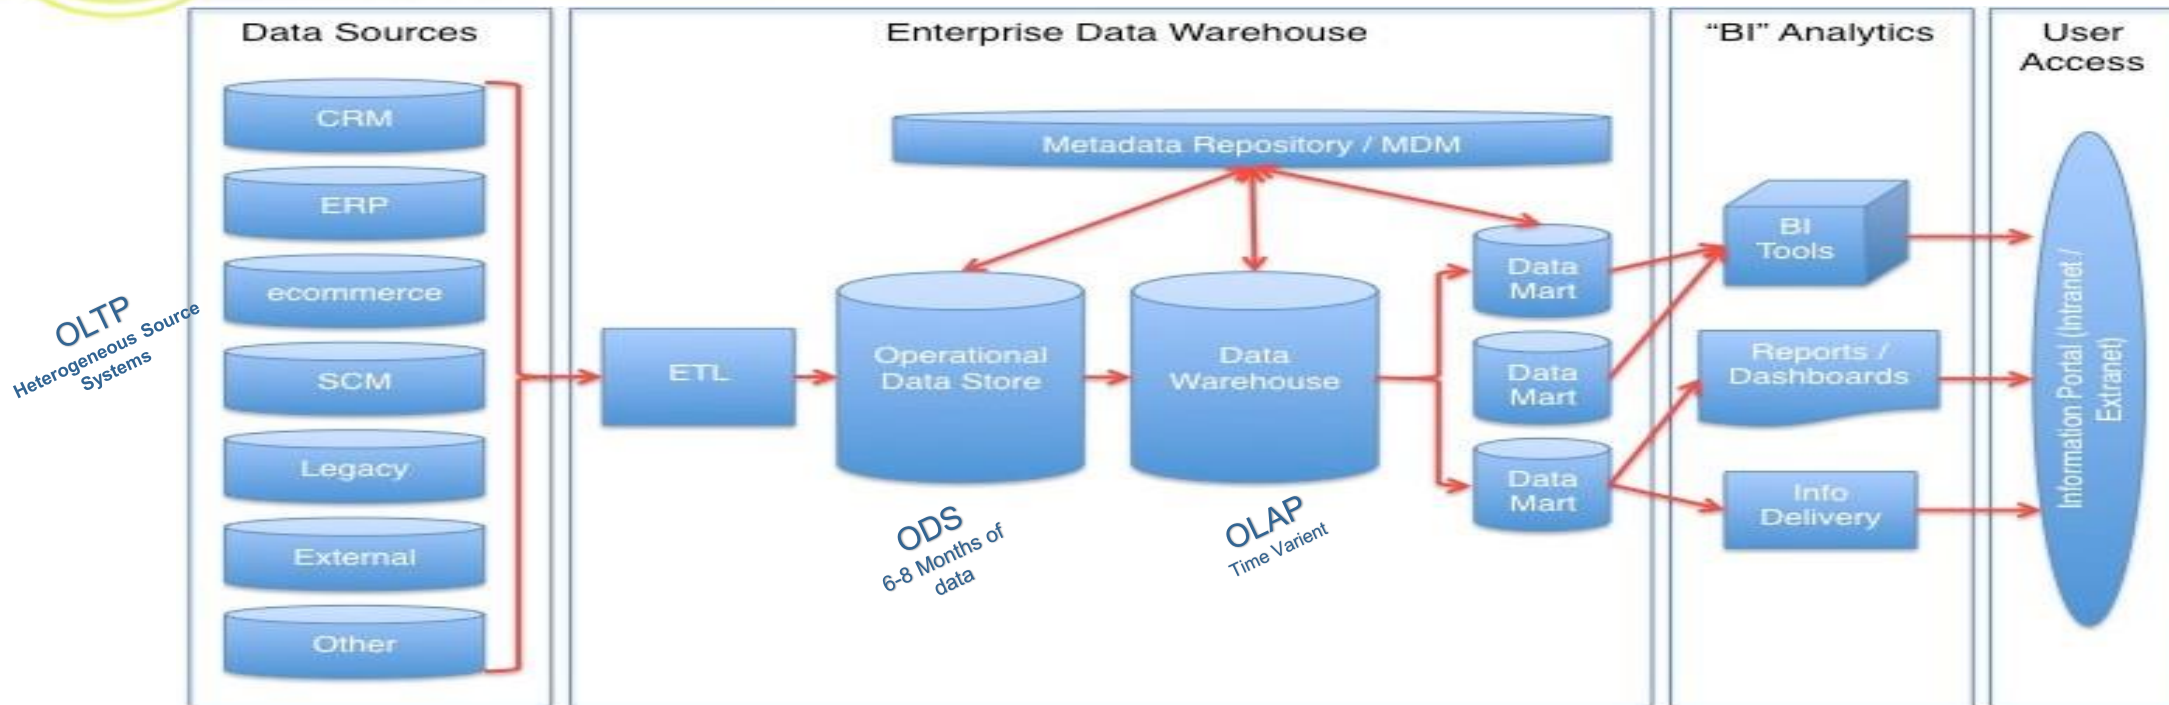 Data Sources
CRM
ERP
ecommerce
SCM
Legacy
External
Other
OLTP
Heterogeneous Source
Systems
Enterprise Data Warehouse
Metadata Repository / MDM
ETL
Operational
Data Store
ODS
6-8 Months of
data
Data
Warehouse
OLAP
Time Varient
Data
Mart
Data
Mart
Data
Mart
"BI" Analytics
BI
Tools
Reports /
Dashboards
Info
Delivery
User
Access
Information Portal (Intranet /
Extranet)